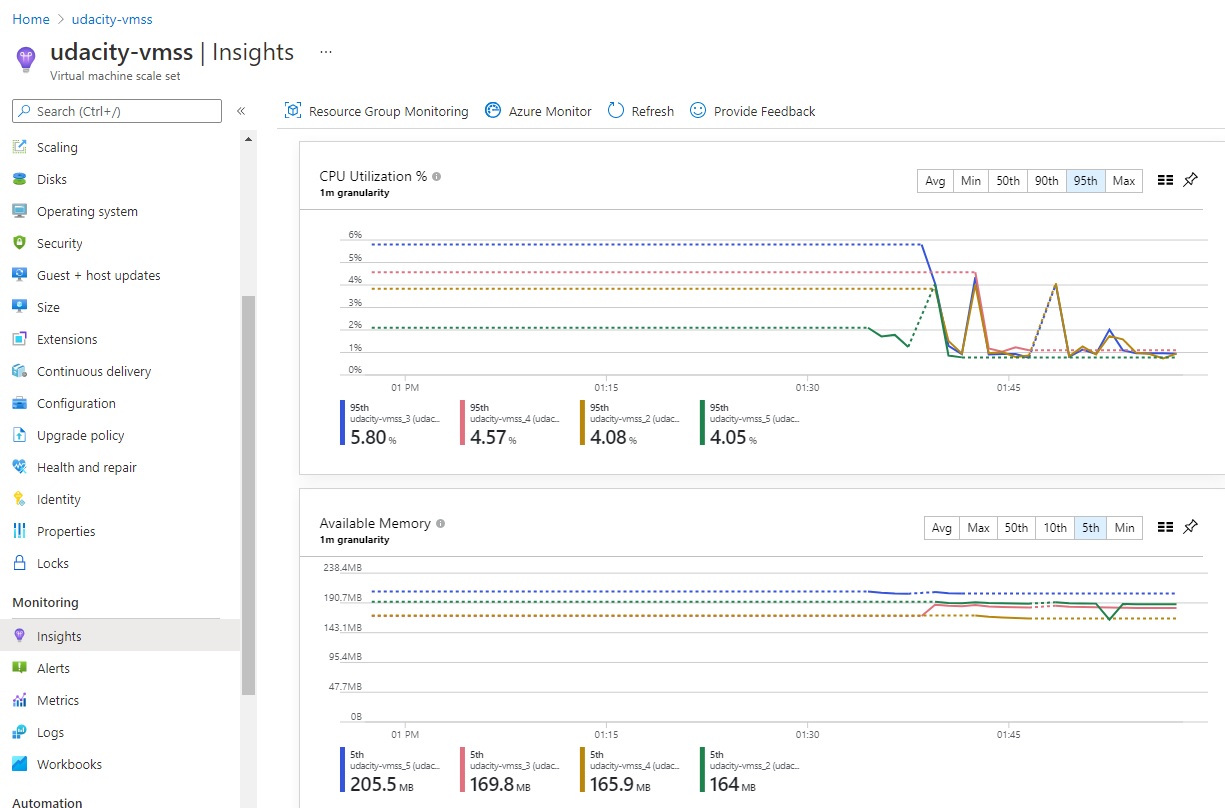 Home > udacity-vmss
udacity-vmss | Insights ...
Virtual machine scale set
Search (Ctrl+/)
«
Resource Group Monitoring
Azure Monitor
Refresh
Provide Feedback
Scaling
Disks
Operating system
Security
Guest + host updates
Size
Extensions
Continuous delivery
Configuration
Upgrade policy
Health and repair
Identity
Properties
Locks
Monitoring
Insights
Alerts
Metrics
Logs
Workbooks
Automation
CPU Utilization %
1m granularity
Avg Min 50th 90th 95th Max
6%
5%
4%
3%
2%
1%
0%
01 PM 01:15 01:30 01:45
95th
udacity-vmss_3 (udac...
5.80 %
95th
udacity-vmss_4 (udac...
4.57 %
95th
udacity-vmss_2 (udac...
4.08 %
95th
udacity-vmss_5 (udac...
4.05 %
Available Memory
1m granularity
Avg Max 50th 10th 5th Min
238.4MB
190.7MB
143.1MB
95.4MB
47.7MB
0B
01 PM 01:15 01:30 01:45
5th
udacity-vmss_5 (udac...
205.5 MB
5th
udacity-vmss_3 (udac...
169.8 MB
5th
udacity-vmss_4 (udac...
165.9 MB
5th
udacity-vmss_2 (udac...
164 MB